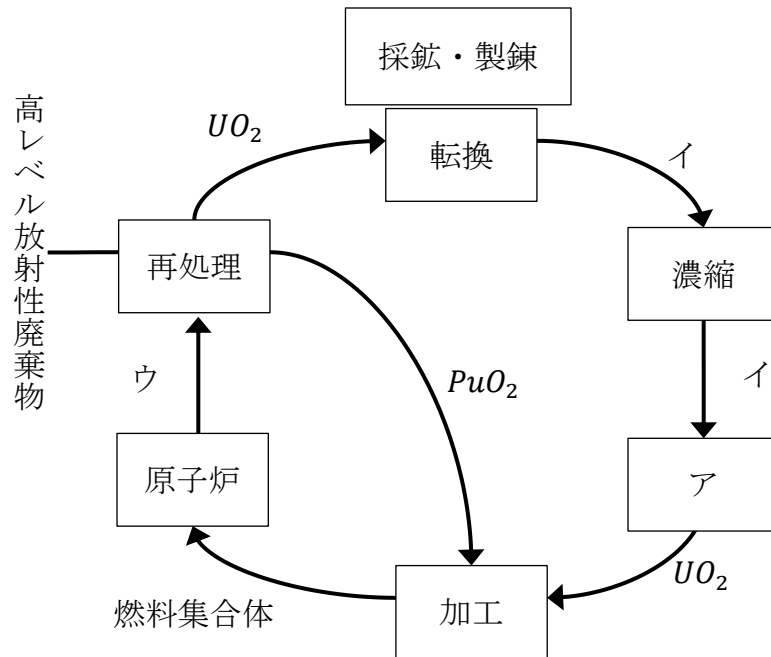 採鉱・製錬
転換
UO₂
イ
高レベル放射性廃棄物
再処理
濃縮
ウ
PuO₂
イ
原子炉
ア
燃料集合体
加工
UO₂